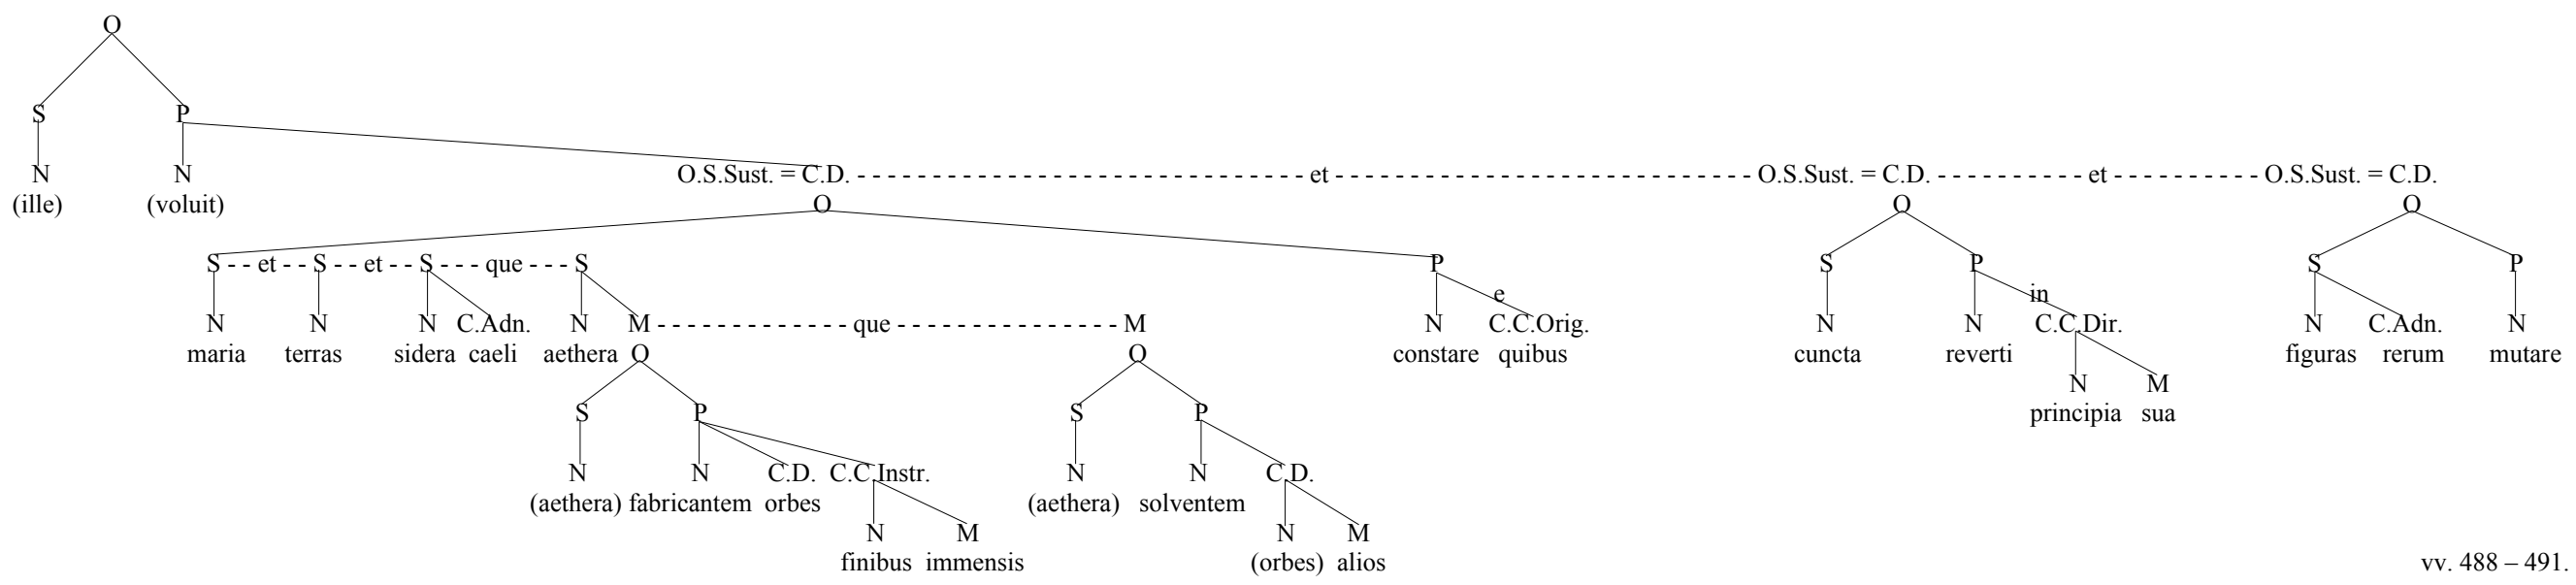 O
S P
N N O.S.Sust. = C.D. - - - - - - - - - - - - - - - - - - - - - - - - - - - - - - - - - et - - - - - - - - - - - - - - - - - - - - - - - - - - - - - - O.S.Sust. = C.D. - - - - - - - - - - et - - - - - - - - - - O.S.Sust. = C.D.
(ille) (voluit) O O O
S - - et - - S - - et - - S - - - que - - - S P S P S P
e in
N N N C.Adn. N M - - - - - - - - - - - - - que - - - - - - - - - - - - - - M N C.C.Orig. N N C.C.Dir. N C.Adn. N
maria terras sidera caeli aethera O O constare quibus cuncta reverti figuras rerum mutare
N M
S P S P principia sua
N N C.D. C.C.Instr. N N C.D.
(aethera) fabricantem orbes (aethera) solventem
N M N M
finibus immensis (orbes) alios vv. 488 – 491.